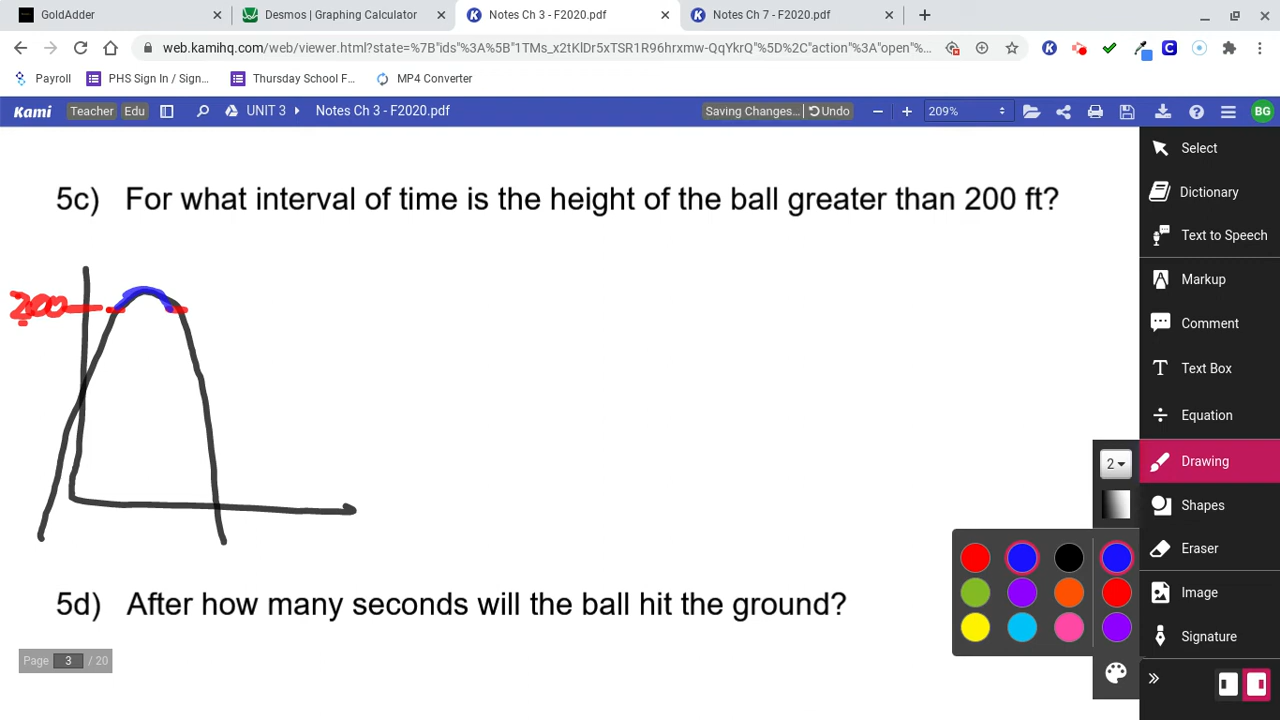 GoldAdder
Desmos | Graphing Calculator
Notes Ch 3 - F2020.pdf
Notes Ch 7 - F2020.pdf
web.kamihq.com/web/viewer.html?state=%7B"ids"%3A%5B"1TMs_x2tKlDr5xTSR1R96hrxmw-QqYkrQ"%5D%2C"action"%3A"open"%...
Payroll
PHS Sign In / Sign...
Thursday School F...
MP4 Converter
Kami
Teacher
Edu
UNIT 3
Notes Ch 3 - F2020.pdf
Saving Changes...
Undo
209%
BG
5c) For what interval of time is the height of the ball greater than 200 ft?
200
5d) After how many seconds will the ball hit the ground?
Page 3 / 20
Select
Dictionary
Text to Speech
Markup
Comment
Text Box
Equation
Drawing
Shapes
Eraser
Image
Signature
2